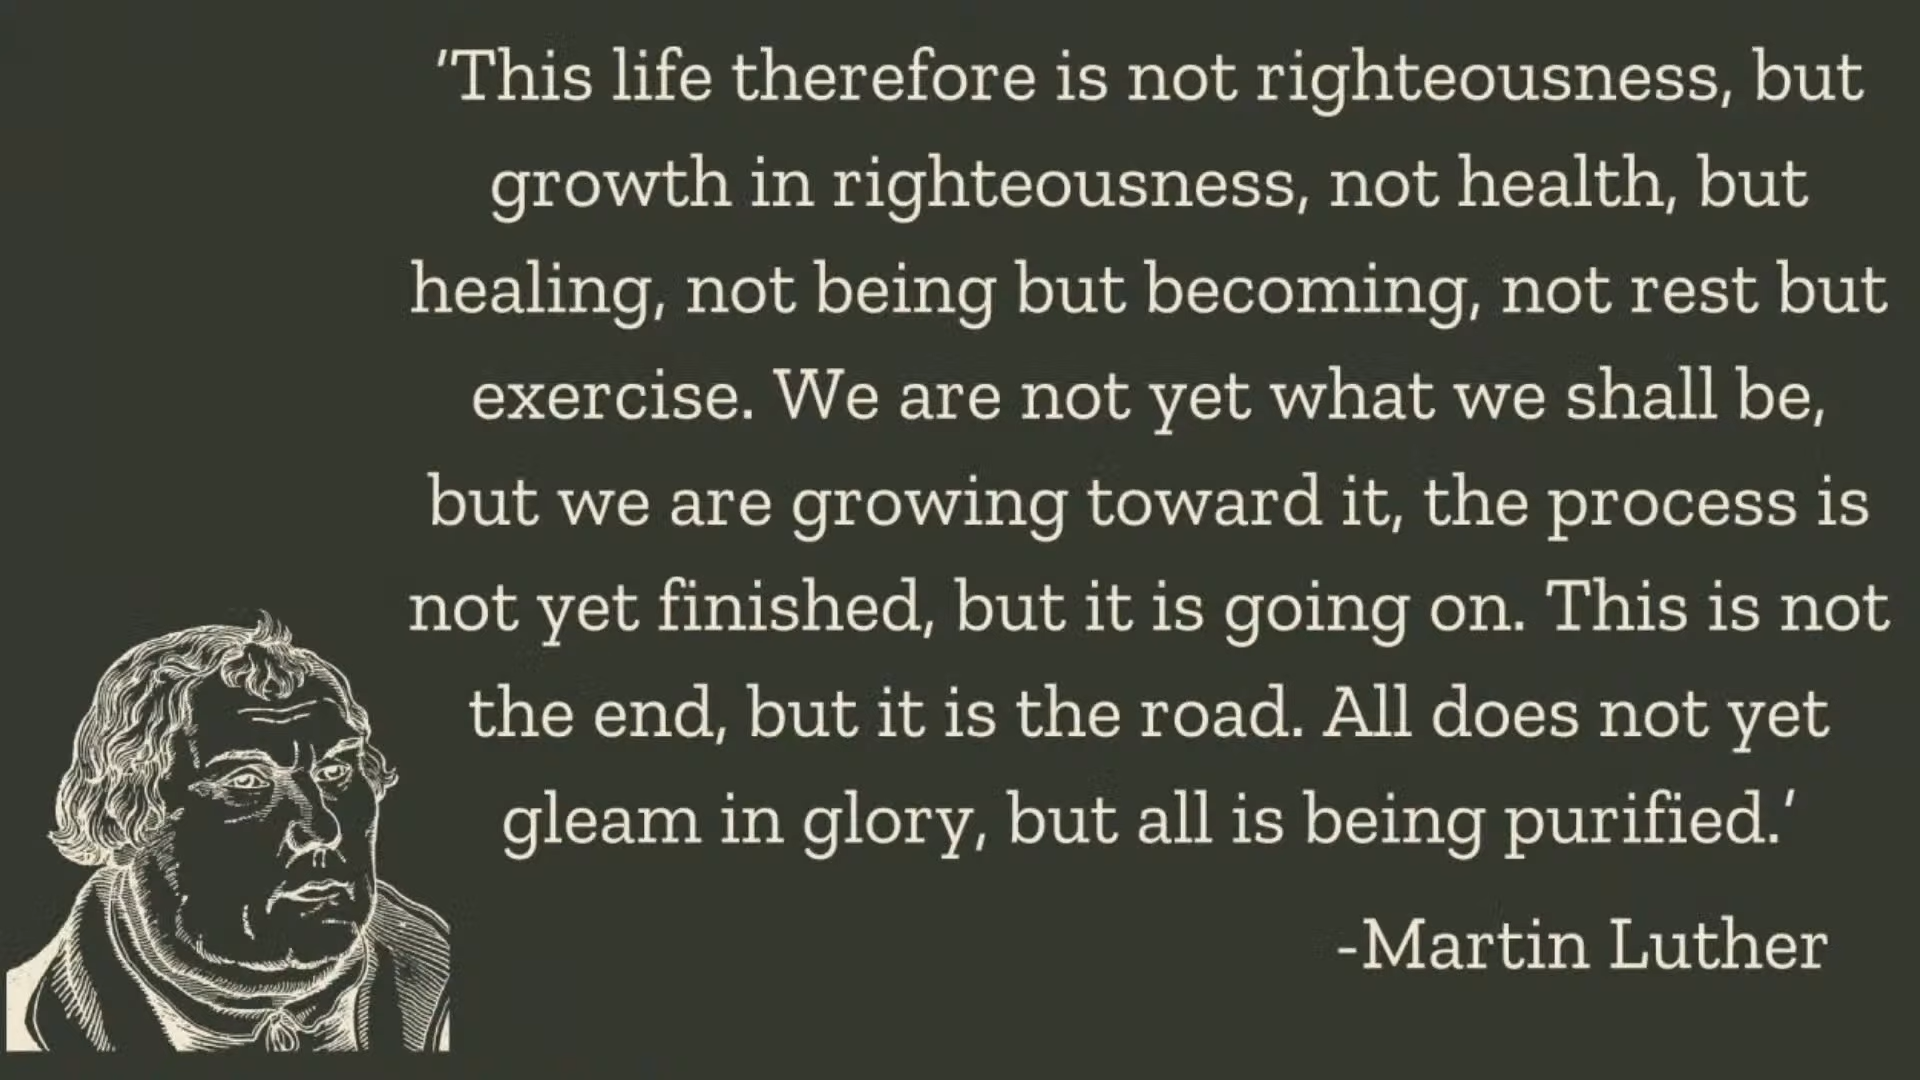 ‘This life therefore is not righteousness, but
growth in righteousness, not health, but
healing, not being but becoming, not rest but
exercise. We are not yet what we shall be,
but we are growing toward it, the process is
not yet finished, but it is going on. This is not
the end, but it is the road. All does not yet
gleam in glory, but all is being purified.’
-Martin Luther